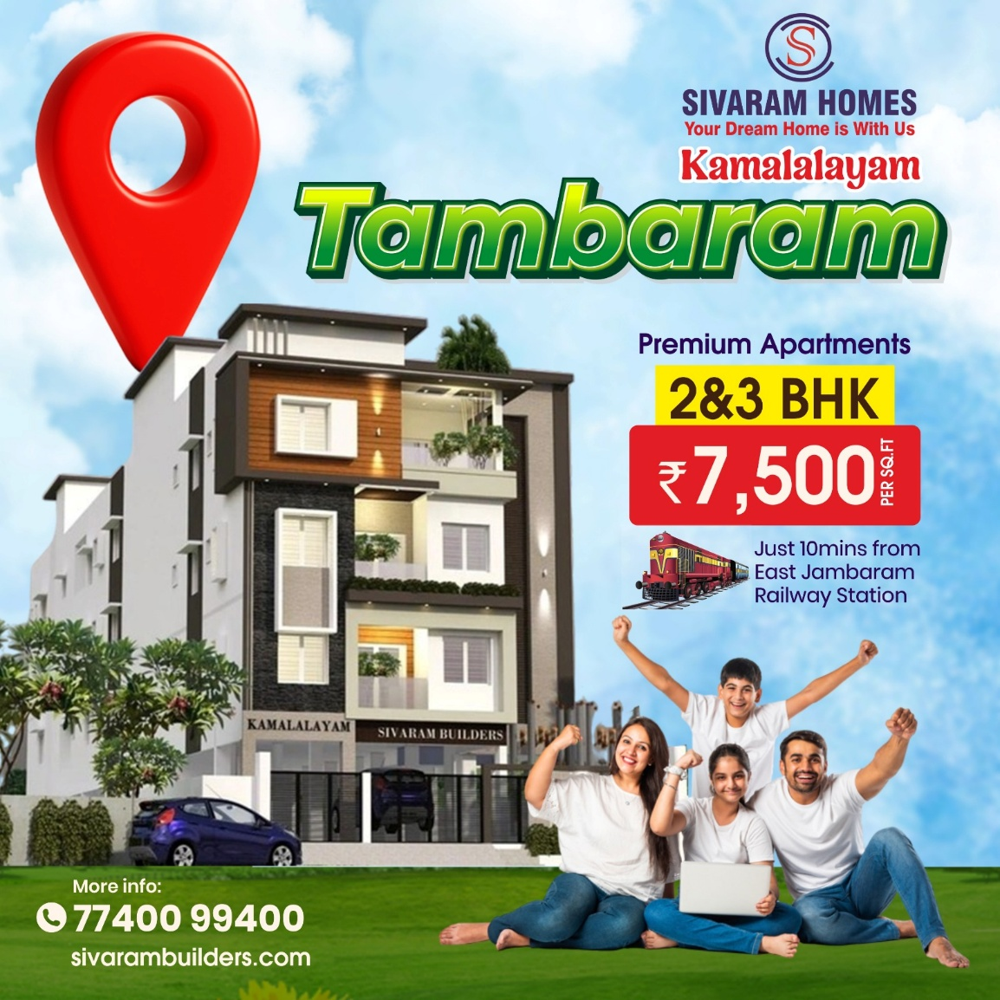 S
SIVARAM HOMES
Your Dream Home is With Us
Kamalalayam
Tambaram
Premium Apartments
2&3 BHK
₹7,500 PER SQ.FT
Just 10mins from
East Jambaram
Railway Station
KAMALALAYAM
SIVARAM BUILDERS
More info:
77400 99400
sivarambuilders.com